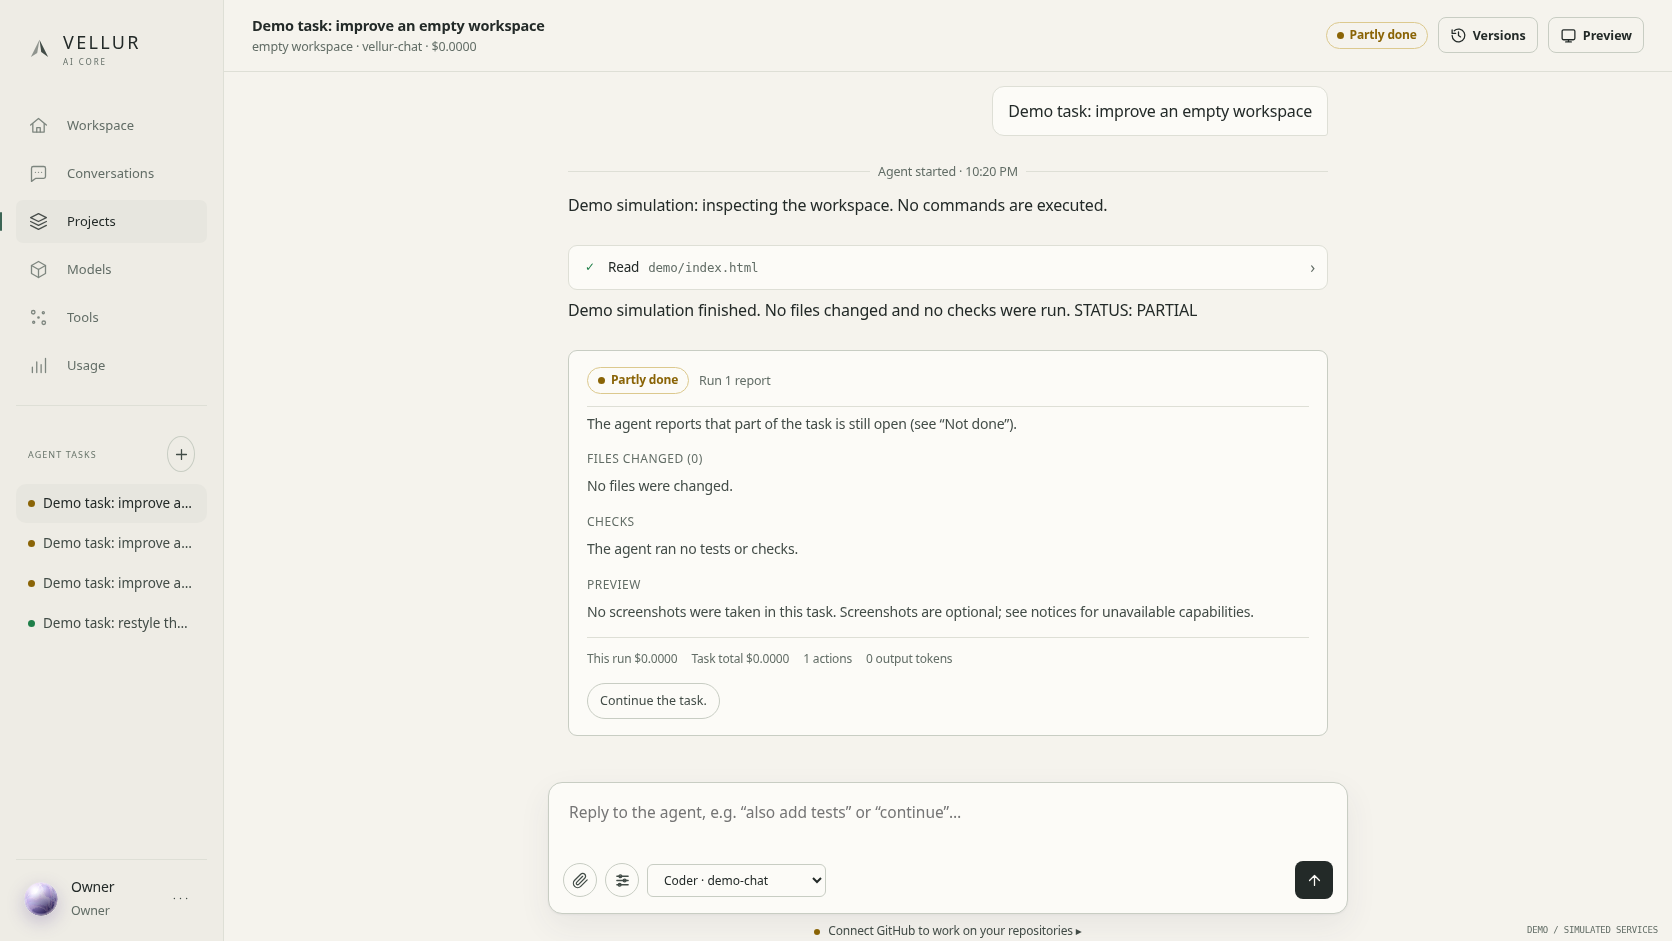 VELLUR
AI CORE
Workspace
Conversations
Projects
Models
Tools
Usage
AGENT TASKS
Demo task: improve a...
Demo task: improve a...
Demo task: improve a...
Demo task: restyle th...
Owner
Owner
...
Demo task: improve an empty workspace
empty workspace · vellur-chat · $0.0000
Partly done
Versions
Preview
Demo task: improve an empty workspace
Agent started · 10:20 PM
Demo simulation: inspecting the workspace. No commands are executed.
✓ Read demo/index.html ›
Demo simulation finished. No files changed and no checks were run. STATUS: PARTIAL
Partly done Run 1 report
The agent reports that part of the task is still open (see “Not done”).
FILES CHANGED (0)
No files were changed.
CHECKS
The agent ran no tests or checks.
PREVIEW
No screenshots were taken in this task. Screenshots are optional; see notices for unavailable capabilities.
This run $0.0000 Task total $0.0000 1 actions 0 output tokens
Continue the task.
Reply to the agent, e.g. “also add tests” or “continue”…
Coder · demo-chat
Connect GitHub to work on your repositories ▸
DEMO / SIMULATED SERVICES